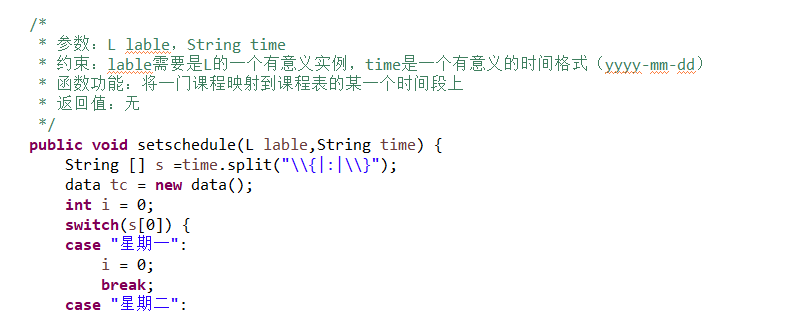 /*
 * 参数：L lable，String time
 * 约束：lable需要是L的一个有意义实例，time是一个有意义的时间格式（yyyy-mm-dd）
 * 函数功能：将一门课程映射到课程表的某一个时间段上
 * 返回值：无
 */
public void setschedule(L lable,String time) {
    String [] s =time.split("\\{|:|\\}");
    data tc = new data();
    int i = 0;
    switch(s[0]) {
    case "星期一":
        i = 0;
        break;
    case "星期二":